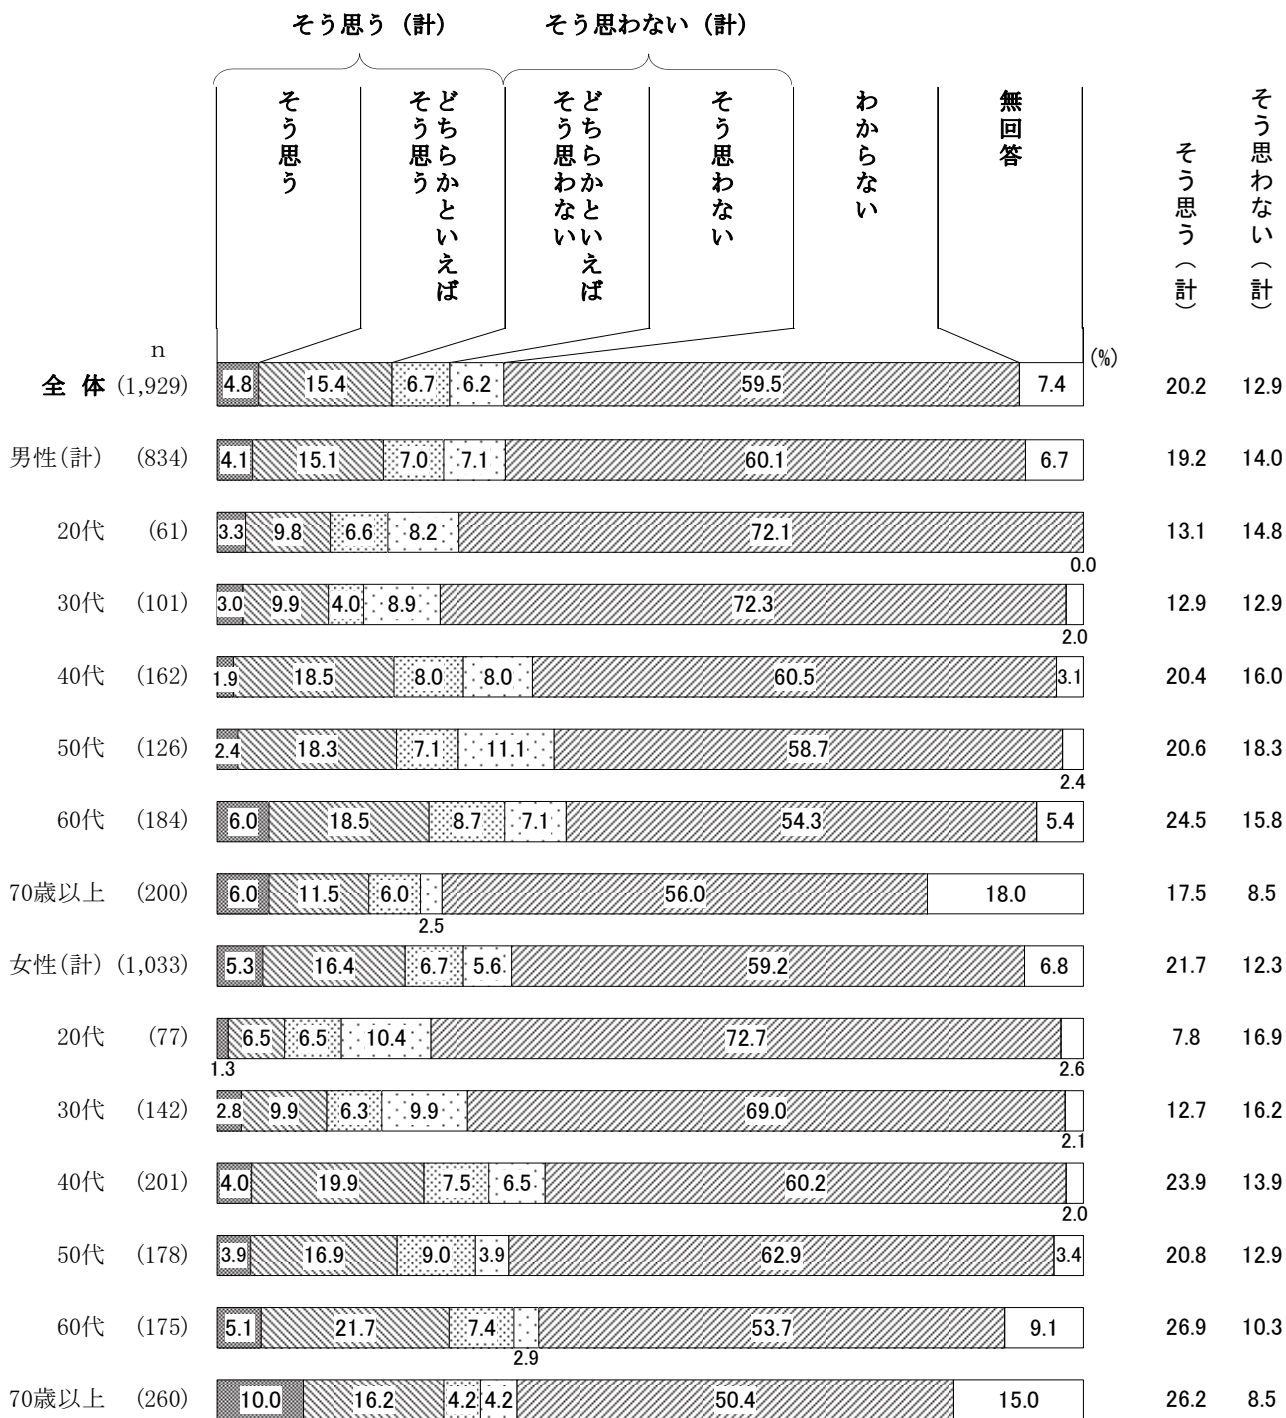 そう思う（計）
そう思わない（計）
そう思う
どちらかといえば
そう思う
どちらかといえば
そう思わない
そう思わない
わからない
無回答
そう思う（計）
そう思わない（計）
n
(%)
全 体 (1,929) 4.8 15.4 6.7 6.2 59.5 7.4 20.2 12.9
男性(計) (834) 4.1 15.1 7.0 7.1 60.1 6.7 19.2 14.0
20代 (61) 3.3 9.8 6.6 8.2 72.1 0.0 13.1 14.8
30代 (101) 3.0 9.9 4.0 8.9 72.3 2.0 12.9 12.9
40代 (162) 1.9 18.5 8.0 8.0 60.5 3.1 20.4 16.0
50代 (126) 2.4 18.3 7.1 11.1 58.7 2.4 20.6 18.3
60代 (184) 6.0 18.5 8.7 7.1 54.3 5.4 24.5 15.8
70歳以上 (200) 6.0 11.5 6.0 2.5 56.0 18.0 17.5 8.5
女性(計) (1,033) 5.3 16.4 6.7 5.6 59.2 6.8 21.7 12.3
20代 (77) 1.3 6.5 6.5 10.4 72.7 2.6 7.8 16.9
30代 (142) 2.8 9.9 6.3 9.9 69.0 2.1 12.7 16.2
40代 (201) 4.0 19.9 7.5 6.5 60.2 2.0 23.9 13.9
50代 (178) 3.9 16.9 9.0 3.9 62.9 3.4 20.8 12.9
60代 (175) 5.1 21.7 7.4 2.9 53.7 9.1 26.9 10.3
70歳以上 (260) 10.0 16.2 4.2 4.2 50.4 15.0 26.2 8.5